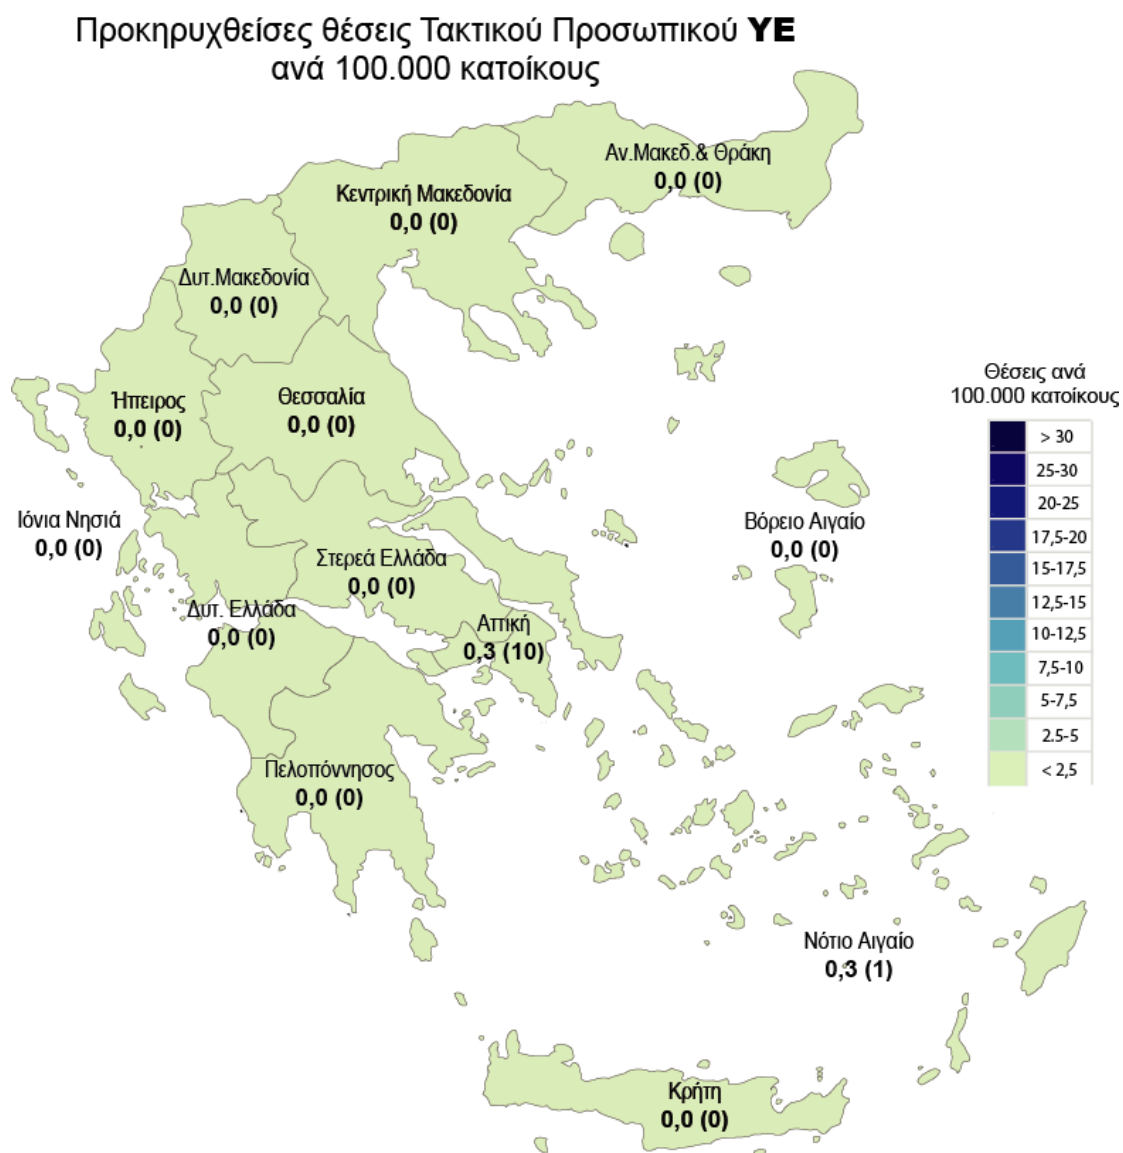 Προκηρυχθείσες θέσεις Τακτικού Προσωπικού ΥΕ
ανά 100.000 κατοίκους
Αν.Μακεδ.& Θράκη
0,0 (0)
Κεντρική Μακεδονία
0,0 (0)
Δυτ.Μακεδονία
0,0 (0)
Ήπειρος
0,0 (0)
Θεσσαλία
0,0 (0)
Ιόνια Νησιά
0,0 (0)
Βόρειο Αιγαίο
0,0 (0)
Στερεά Ελλάδα
0,0 (0)
Δυτ. Ελλάδα
0,0 (0)
Αττική
0,3 (10)
Πελοπόννησος
0,0 (0)
Νότιο Αιγαίο
0,3 (1)
Κρήτη
0,0 (0)
Θέσεις ανά
100.000 κατοίκους
> 30
25-30
20-25
17,5-20
15-17,5
12,5-15
10-12,5
7,5-10
5-7,5
2.5-5
< 2,5